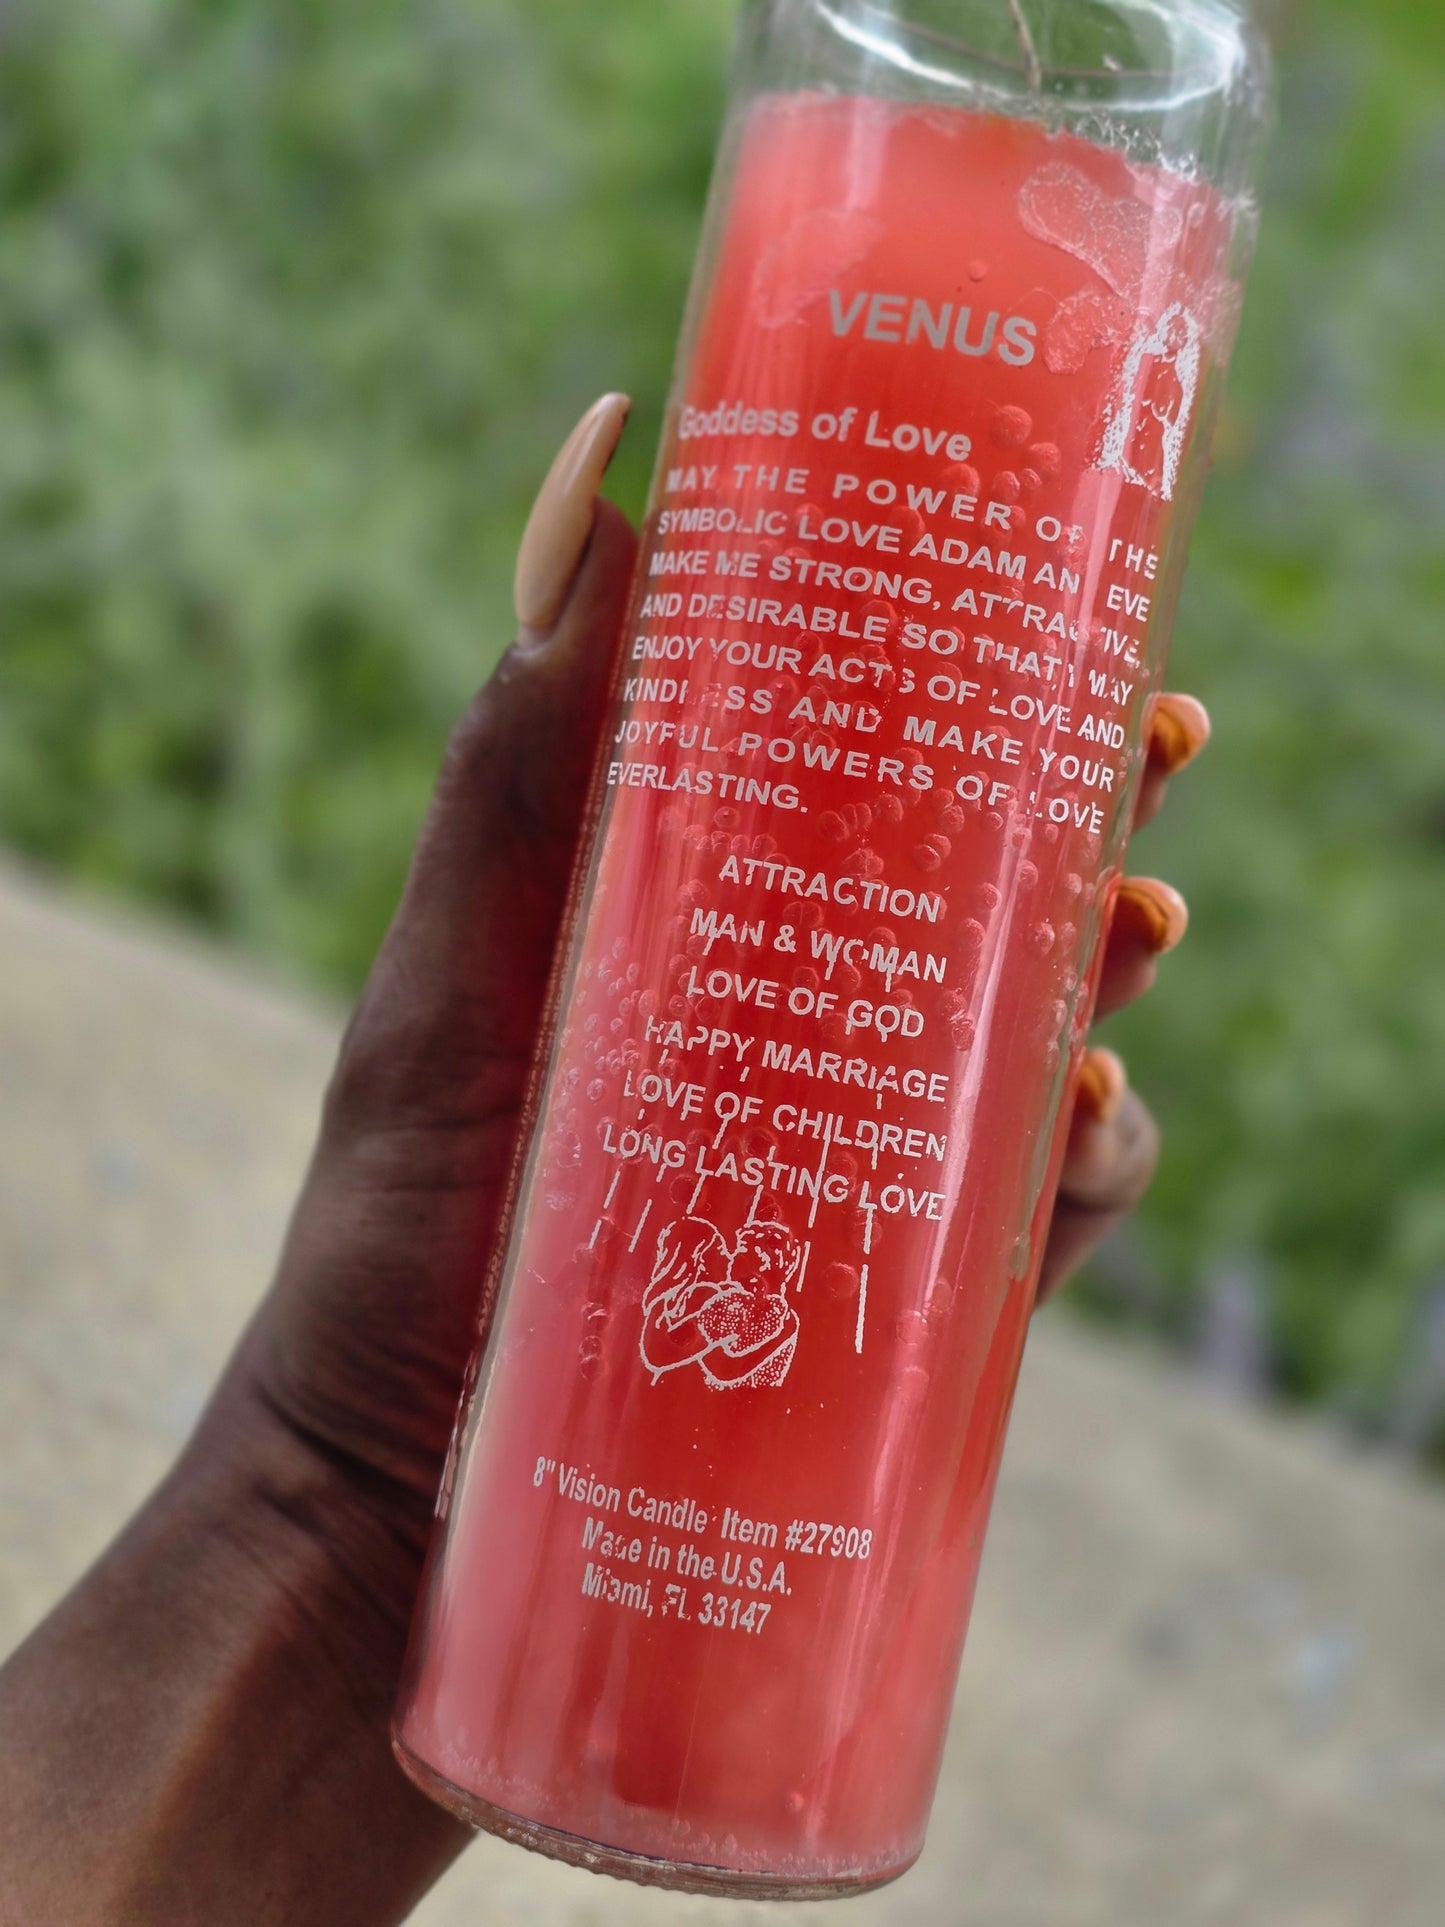 VENUS
Goddess of Love
MAY THE POWER OF THE
SYMBOLIC LOVE ADAM AN EVE
MAKE ME STRONG, ATTRACTIVE,
AND DESIRABLE SO THAT I MAY
ENJOY YOUR ACTS OF LOVE AND
KINDNESS AND MAKE YOUR
JOYFUL POWERS OF LOVE
EVERLASTING.
ATTRACTION
MAN & WOMAN
LOVE OF GOD
HAPPY MARRIAGE
LOVE OF CHILDREN
LONG LASTING LOVE
8" Vision Candle Item #27908
Made in the U.S.A.
Miami, FL 33147